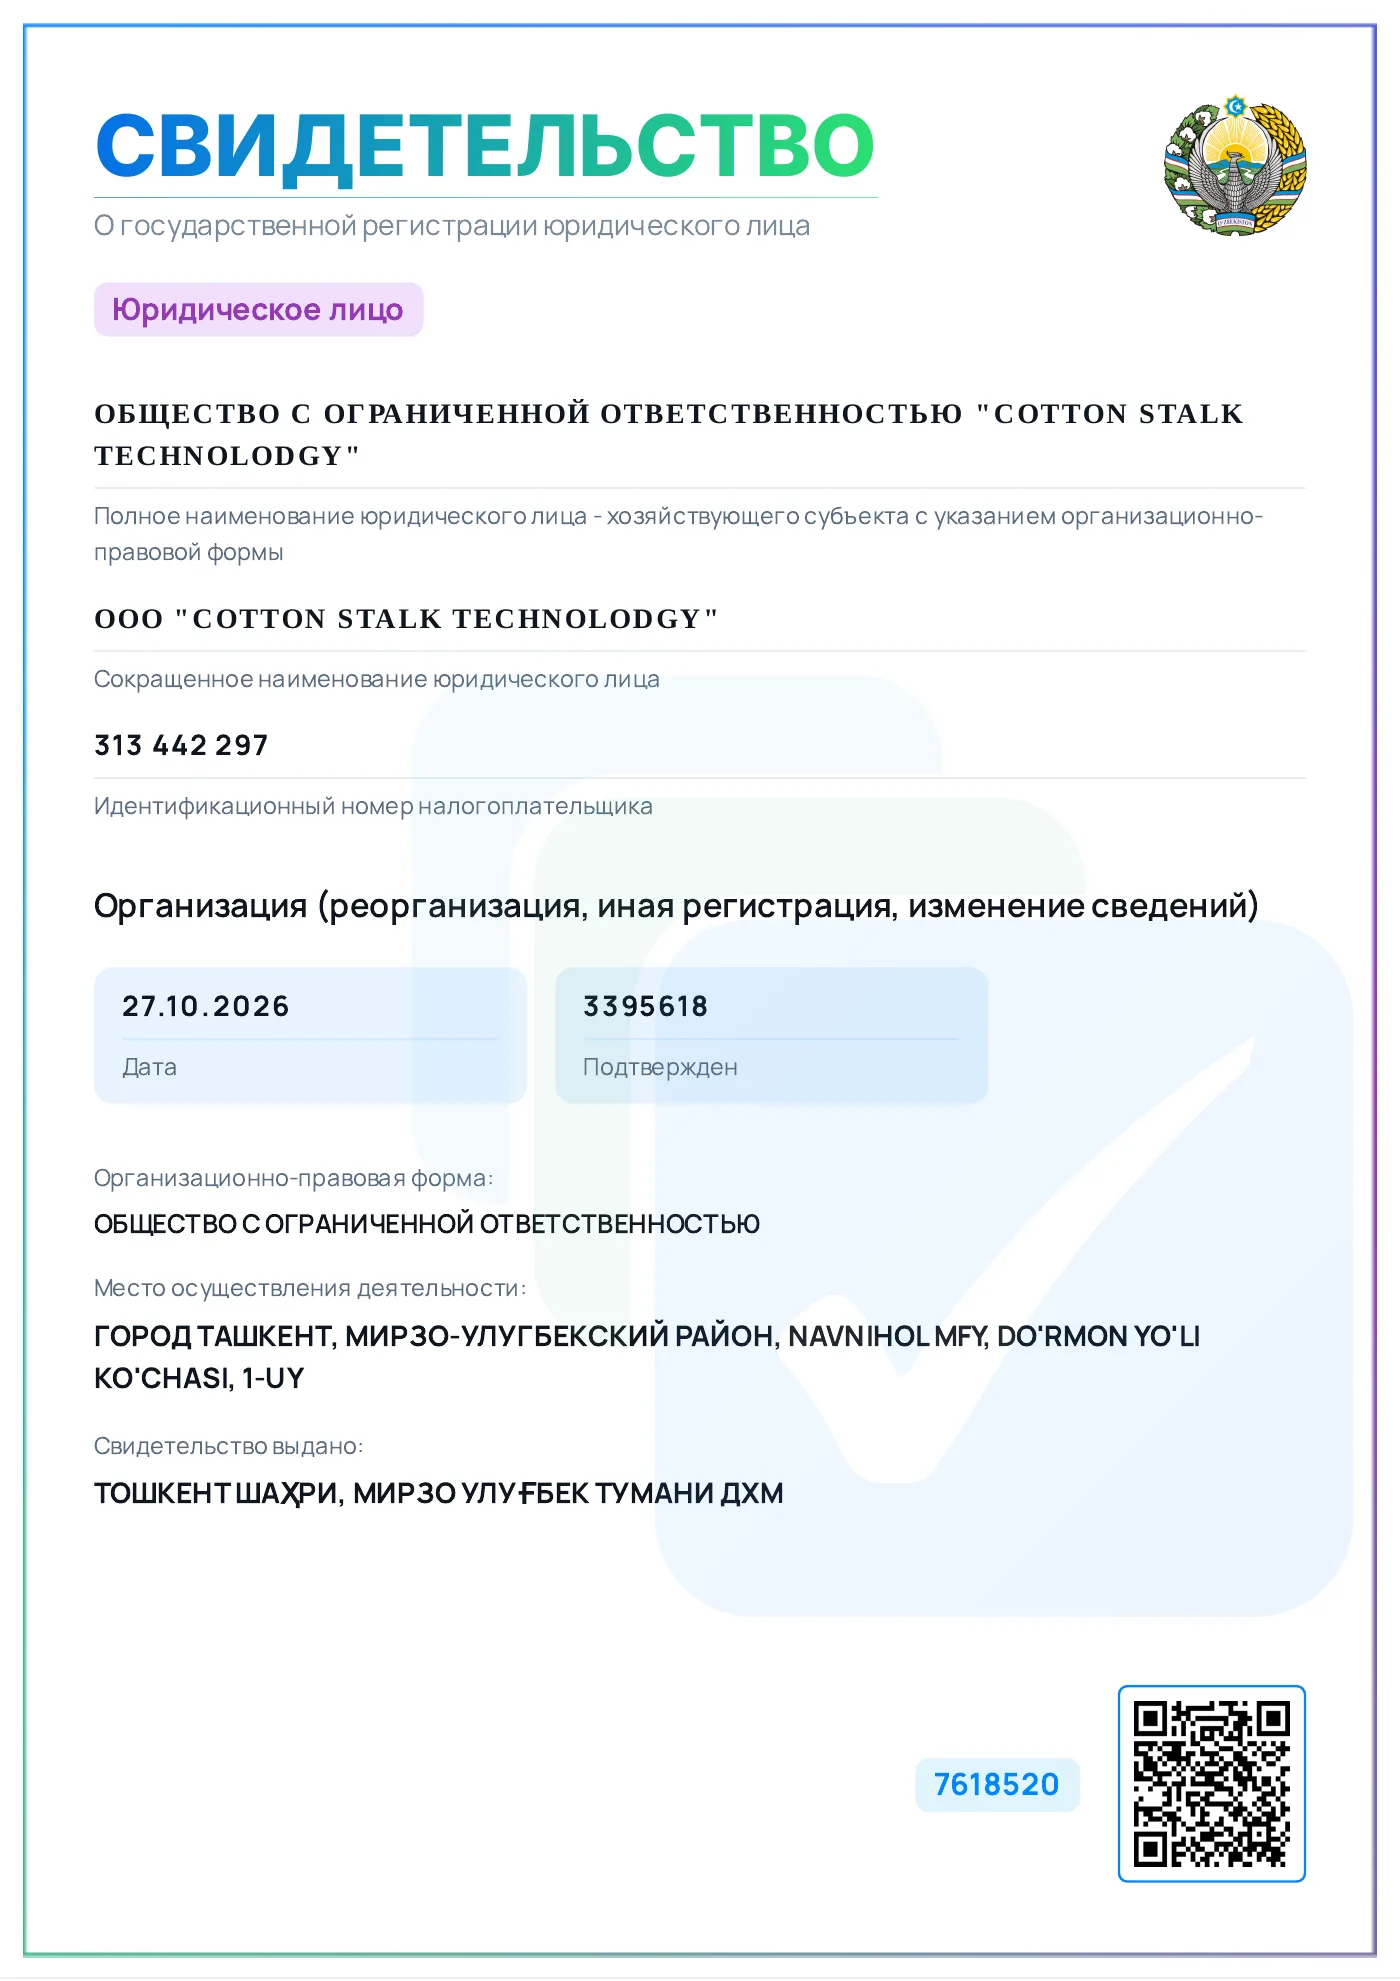 СВИДЕТЕЛЬСТВО
О государственной регистрации юридического лица
Юридическое лицо
ОБЩЕСТВО С ОГРАНИЧЕННОЙ ОТВЕТСТВЕННОСТЬЮ "COTTON STALK
TECHNOLODGY"
Полное наименование юридического лица - хозяйствующего субъекта с указанием организационно-
правовой формы
ООО "COTTON STALK TECHNOLODGY"
Сокращенное наименование юридического лица
313 442 297
Идентификационный номер налогоплательщика
Организация (реорганизация, иная регистрация, изменение сведений)
27.10.2026
Дата
3395618
Подтвержден
Организационно-правовая форма:
ОБЩЕСТВО С ОГРАНИЧЕННОЙ ОТВЕТСТВЕННОСТЬЮ
Место осуществления деятельности:
ГОРОД ТАШКЕНТ, МИРЗО-УЛУГБЕКСКИЙ РАЙОН, NAVNIHOL MFY, DO'RMON YO'LI
KO'CHASI, 1-UY
Свидетельство выдано:
ТОШКЕНТ ШАҲРИ, МИРЗО УЛУҒБЕК ТУМАНИ ДХМ
7618520